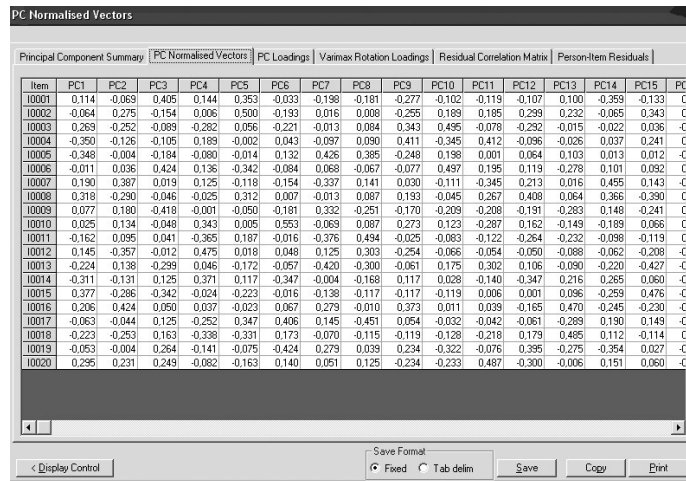 PC Normalised Vectors
Principal Component Summary PC Normalised Vectors PC Loadings Varimax Rotation Loadings Residual Correlation Matrix Person-Item Residuals
Item PC1 PC2 PC3 PC4 PC5 PC6 PC7 PC8 PC9 PC10 PC11 PC12 PC13 PC14 PC15 PC
I0001 0,114 -0,069 0,405 0,144 0,353 -0,033 -0,198 -0,181 -0,277 -0,102 -0,119 -0,107 0,100 -0,359 -0,133
I0002 -0,064 0,275 -0,154 0,006 0,500 -0,193 0,016 0,008 -0,255 0,189 0,185 0,299 0,232 -0,065 0,343
I0003 0,269 -0,252 -0,089 -0,282 0,056 -0,221 -0,013 0,084 0,343 0,495 -0,078 -0,292 -0,015 -0,022 0,036
I0004 -0,350 -0,126 -0,105 0,189 -0,002 0,043 -0,097 0,090 0,411 -0,345 0,412 -0,096 -0,026 0,037 0,241
I0005 -0,348 -0,004 -0,184 -0,080 -0,014 0,132 0,426 0,385 -0,248 0,198 0,001 0,064 0,103 0,013 0,012
I0006 -0,011 0,036 0,424 0,136 -0,342 -0,084 0,068 -0,067 -0,077 0,497 0,195 0,119 -0,278 0,101 0,092
I0007 0,190 0,387 0,019 0,125 -0,118 -0,154 -0,337 0,141 0,030 -0,111 -0,345 0,213 0,016 0,455 0,143
I0008 0,318 -0,290 -0,046 -0,025 0,312 0,007 -0,013 0,087 0,193 -0,045 0,267 0,408 0,064 0,366 -0,390
I0009 0,077 0,180 -0,418 -0,001 -0,050 -0,181 0,332 -0,251 -0,170 -0,209 -0,208 -0,191 -0,283 0,148 -0,241
I0010 0,025 0,134 -0,048 0,343 0,005 0,553 -0,069 0,087 0,273 0,123 -0,287 0,162 -0,149 -0,189 0,066
I0011 -0,162 0,095 0,041 -0,365 0,187 -0,016 -0,376 0,494 -0,025 -0,083 -0,122 -0,264 -0,232 -0,098 -0,119
I0012 0,145 -0,357 -0,012 0,475 0,018 0,048 0,125 0,303 -0,254 -0,066 -0,054 -0,050 -0,088 -0,062 -0,208
I0013 -0,224 0,138 -0,299 0,046 -0,172 -0,057 -0,420 -0,300 -0,061 0,175 0,302 0,106 -0,090 -0,220 -0,427
I0014 -0,311 -0,131 0,125 0,371 0,117 -0,347 -0,004 -0,168 0,117 0,028 -0,140 -0,347 0,216 0,265 0,060
I0015 0,377 -0,286 -0,342 -0,024 -0,223 -0,016 -0,138 -0,117 -0,117 -0,119 0,006 0,001 0,096 -0,259 0,476
I0016 0,206 0,424 0,050 0,037 -0,023 0,067 0,279 -0,010 0,373 0,011 0,039 -0,165 0,470 -0,245 -0,230
I0017 -0,063 -0,044 0,125 -0,252 0,347 0,406 0,145 -0,451 0,054 -0,032 -0,042 -0,061 -0,289 0,190 -0,149
I0018 -0,223 -0,253 0,163 -0,338 -0,331 0,173 -0,070 -0,115 -0,119 -0,128 -0,218 0,179 0,485 0,112 -0,114
I0019 -0,053 -0,004 0,264 -0,141 -0,075 -0,424 0,279 0,039 0,234 -0,322 -0,076 0,395 -0,275 -0,354 0,027
I0020 0,295 0,231 0,249 -0,082 -0,163 0,140 0,051 0,125 -0,234 -0,233 0,487 -0,300 -0,006 0,151 0,060
Save Format
< Display Control Fixed Tab delim Save Copy Print